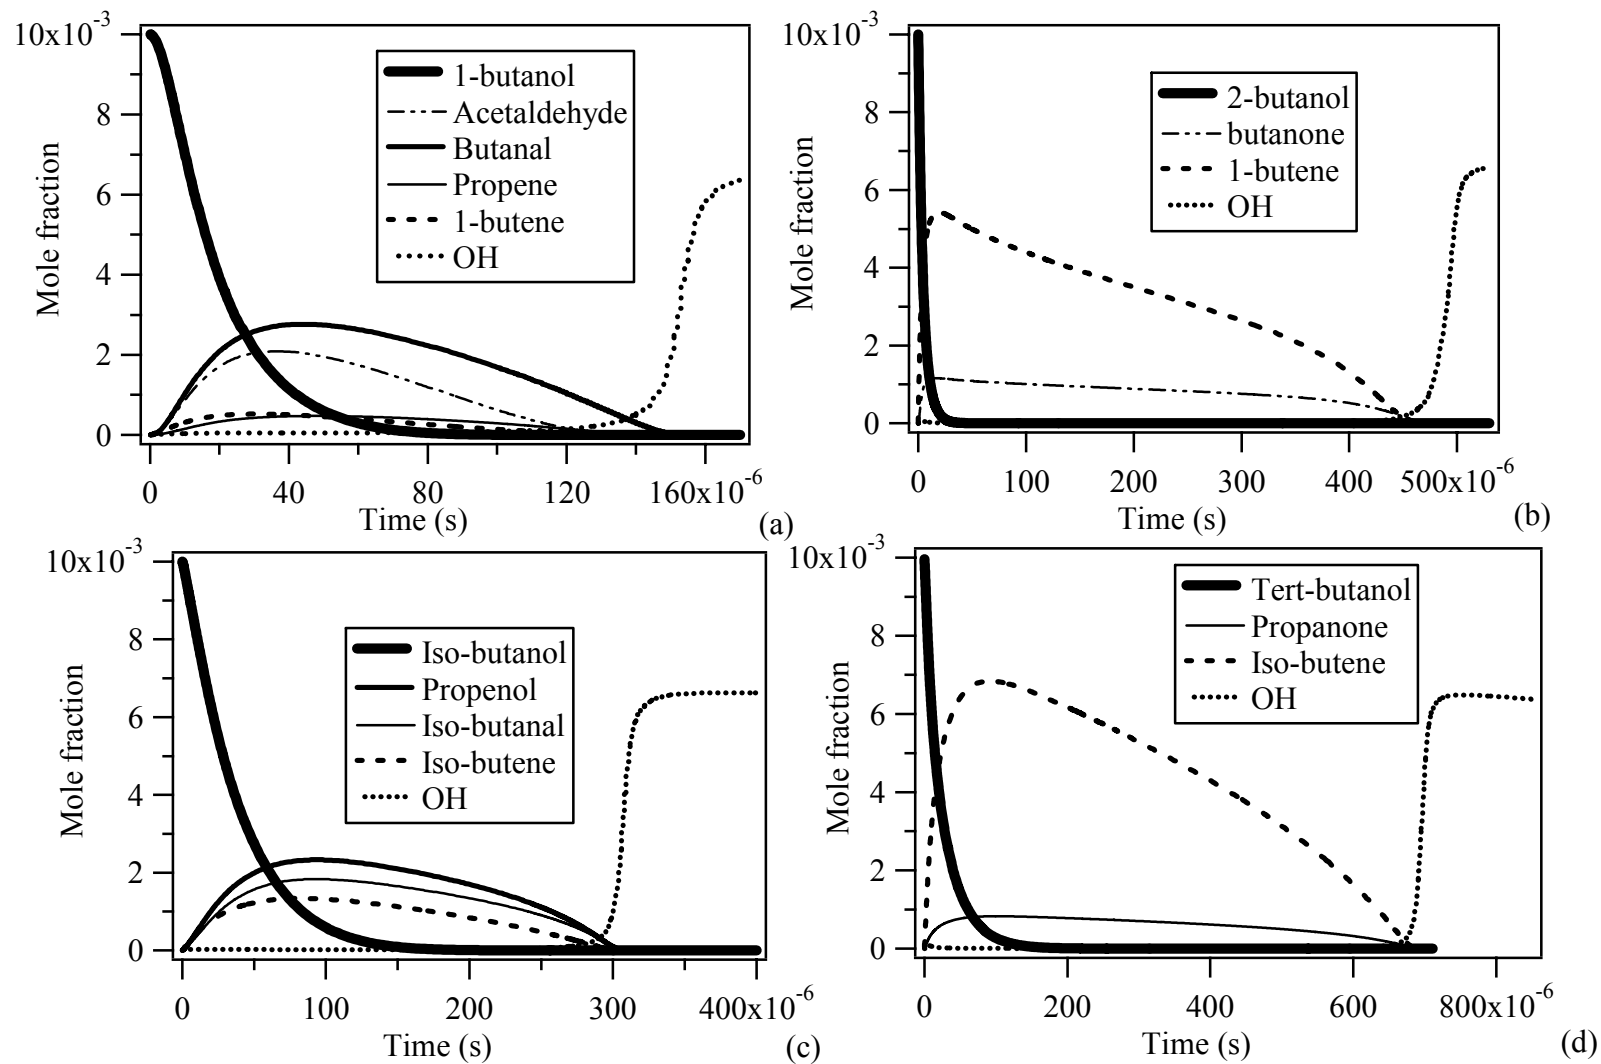 10x10-3
8
6
4
2
0
Mole fraction
1-butanol
Acetaldehyde
Butanal
Propene
1-butene
OH
0 40 80 120 160x10-6
Time (s)
(a)
10x10-3
8
6
4
2
0
Mole fraction
2-butanol
butanone
1-butene
OH
0 100 200 300 400 500x10-6
Time (s)
(b)
10x10-3
8
6
4
2
0
Mole fraction
Iso-butanol
Propenol
Iso-butanal
Iso-butene
OH
0 100 200 300 400x10-6
Time (s)
(c)
10x10-3
8
6
4
2
0
Mole fraction
Tert-butanol
Propanone
Iso-butene
OH
0 200 400 600 800x10-6
Time (s)
(d)